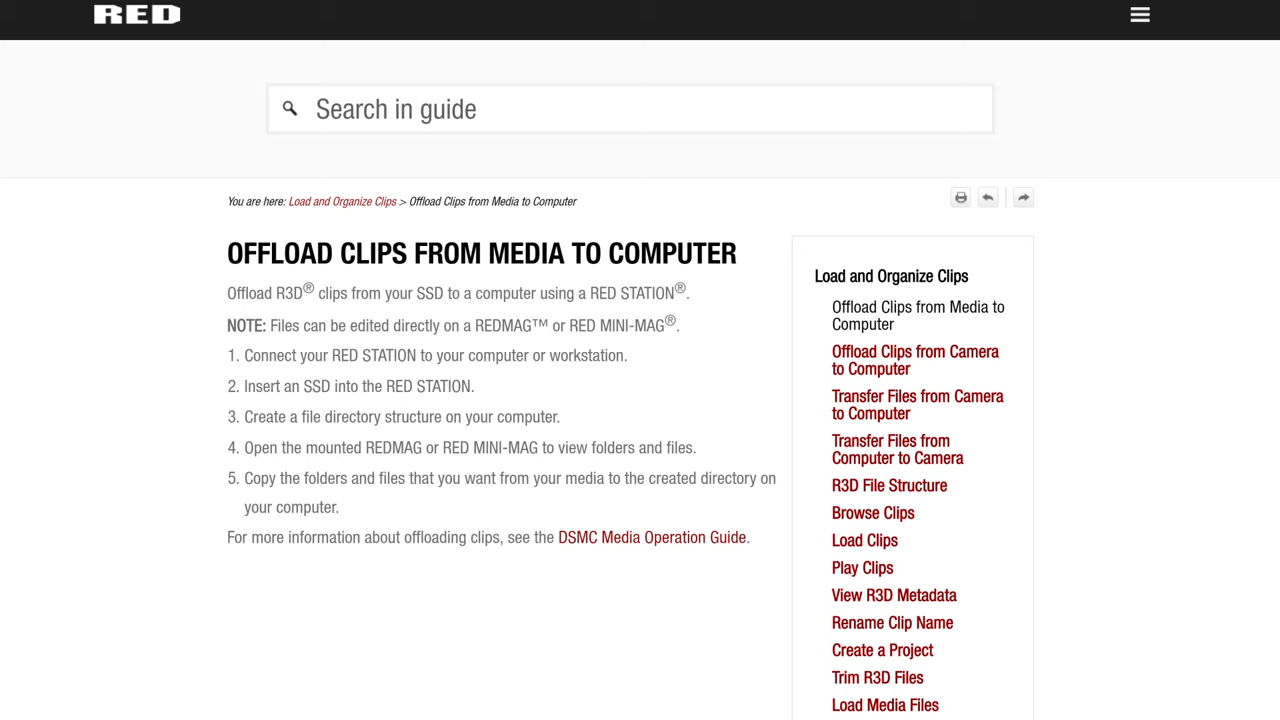 RED
Search in guide
You are here: Load and Organize Clips > Offload Clips from Media to Computer
OFFLOAD CLIPS FROM MEDIA TO COMPUTER
Offload R3D® clips from your SSD to a computer using a RED STATION®.
NOTE: Files can be edited directly on a REDMAG™ or RED MINI-MAG®.
1. Connect your RED STATION to your computer or workstation.
2. Insert an SSD into the RED STATION.
3. Create a file directory structure on your computer.
4. Open the mounted REDMAG or RED MINI-MAG to view folders and files.
5. Copy the folders and files that you want from your media to the created directory on
your computer.
For more information about offloading clips, see the DSMC Media Operation Guide.
Load and Organize Clips
Offload Clips from Media to
Computer
Offload Clips from Camera
to Computer
Transfer Files from Camera
to Computer
Transfer Files from
Computer to Camera
R3D File Structure
Browse Clips
Load Clips
Play Clips
View R3D Metadata
Rename Clip Name
Create a Project
Trim R3D Files
Load Media Files